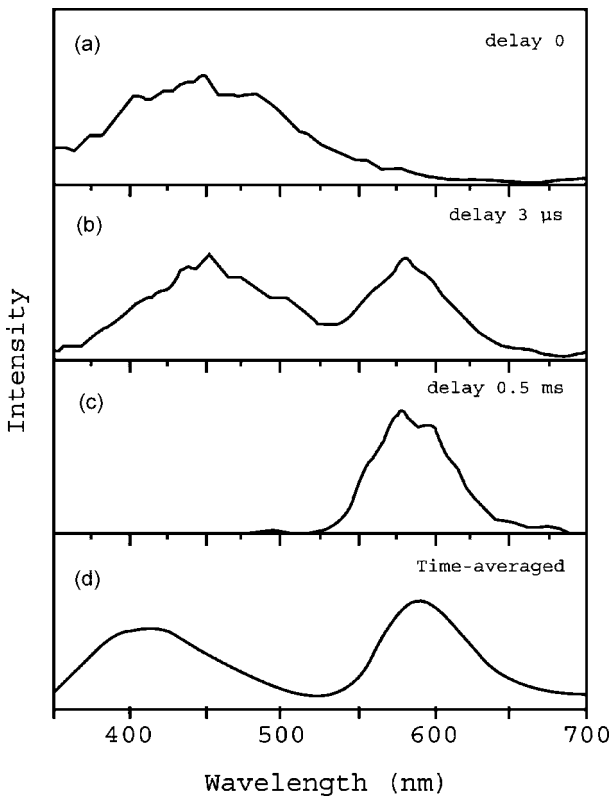 (a)
delay 0
(b)
delay 3 µs
(c)
delay 0.5 ms
(d)
Time-averaged
Intensity
400 500 600 700
Wavelength (nm)